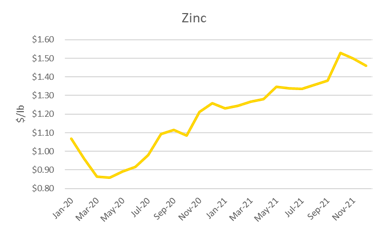 Zinc
$1.60
$1.50
$1.40
$1.30
$1.20
$1.10
$1.00
$0.90
$0.80
$/lb
Jan-20
Mar-20
May-20
Jul-20
Sep-20
Nov-20
Jan-21
Mar-21
May-21
Jul-21
Sep-21
Nov-21